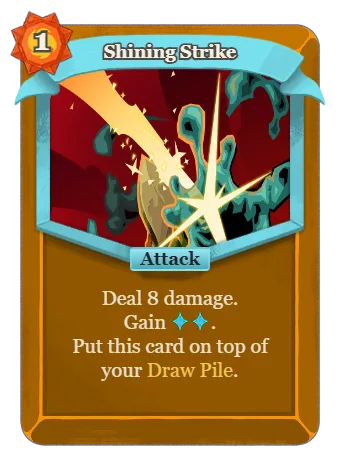 1
Shining Strike
Attack
Deal 8 damage.
Gain ✦✦.
Put this card on top of
your Draw Pile.